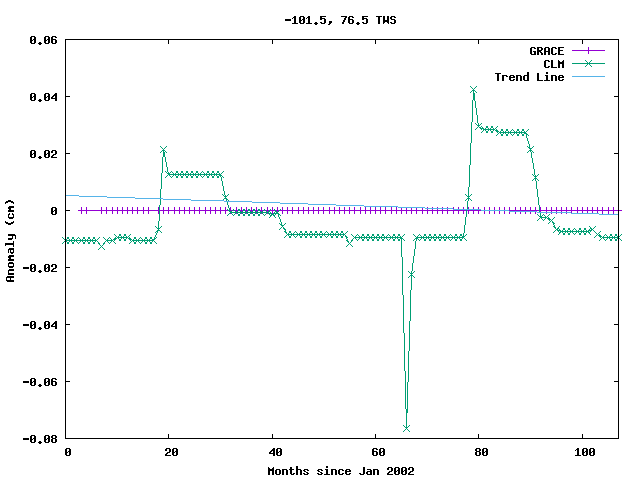 -101.5, 76.5 TWS
GRACE
CLM
Trend Line
0.06
0.04
0.02
0
-0.02
-0.04
-0.06
-0.08
Anomaly (cm)
0 20 40 60 80 100
Months since Jan 2002